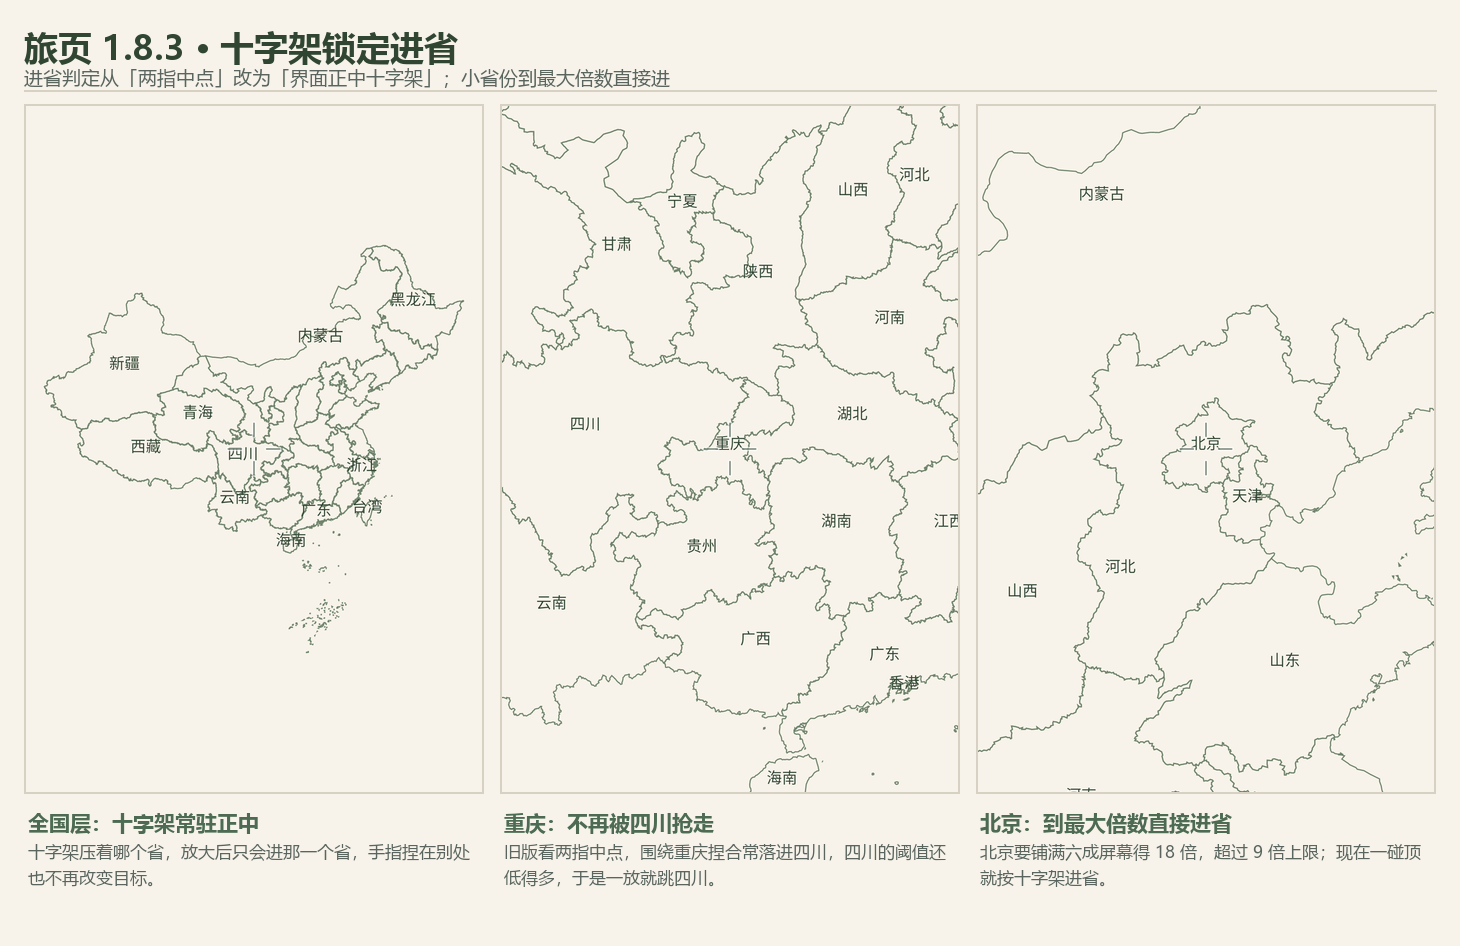 旅页 1.8.3 • 十字架锁定进省
进省判定从「两指中点」改为「界面正中十字架」；小省份到最大倍数直接进
黑龙江
内蒙古
新疆
青海
西藏
四川
浙江
云南
广东
台湾
海南
山西
河北
宁夏
甘肃
陕西
河南
湖北
四川
重庆
湖南
江西
贵州
云南
广西
广东
香港
海南
内蒙古
北京
天津
河北
山西
山东
河南
全国层：十字架常驻正中
十字架压着哪个省，放大后只会进那一个省，手指捏在别处
也不再改变目标。
重庆：不再被四川抢走
旧版看两指中点，围绕重庆捏合常落进四川，四川的阈值还
低得多，于是一放就跳四川。
北京：到最大倍数直接进省
北京要铺满六成屏幕得 18 倍，超过 9 倍上限；现在一碰顶
就按十字架进省。